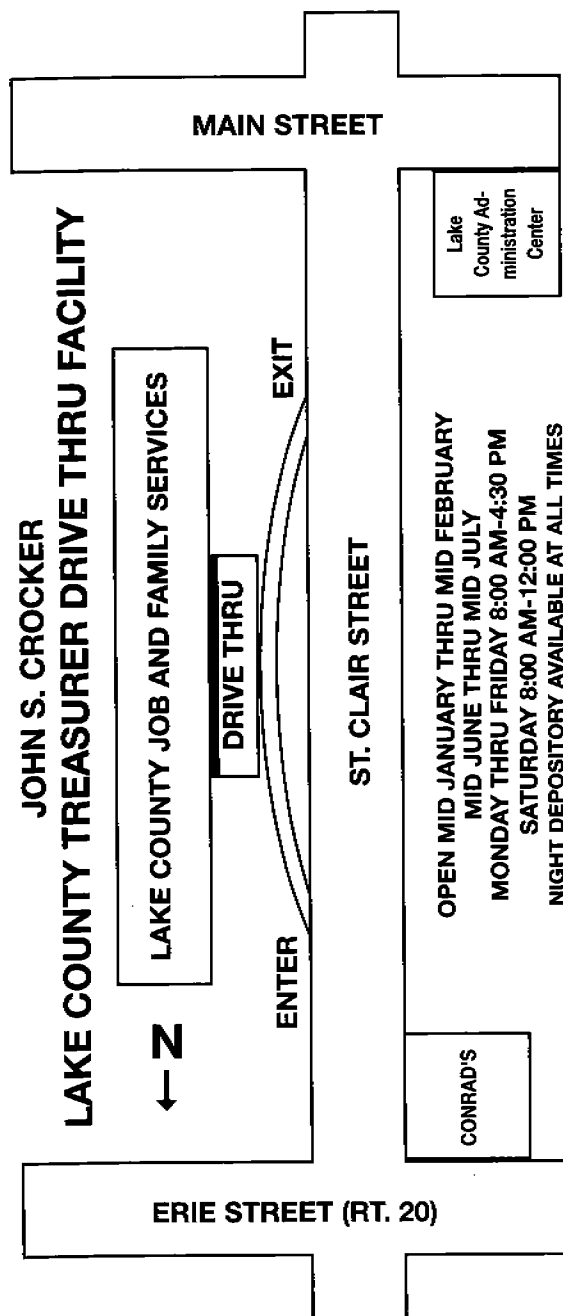 JOHN S. CROCKER
LAKE COUNTY TREASURER DRIVE THRU FACILITY
← N
LAKE COUNTY JOB AND FAMILY SERVICES
DRIVE THRU
ENTER
EXIT
ERIE STREET (RT. 20)
ST. CLAIR STREET
MAIN STREET
CONRAD'S
OPEN MID JANUARY THRU MID FEBRUARY
MID JUNE THRU MID JULY
MONDAY THRU FRIDAY 8:00 AM-4:30 PM
SATURDAY 8:00 AM-12:00 PM
NIGHT DEPOSITORY AVAILABLE AT ALL TIMES
Lake
County Ad-
ministration
Center